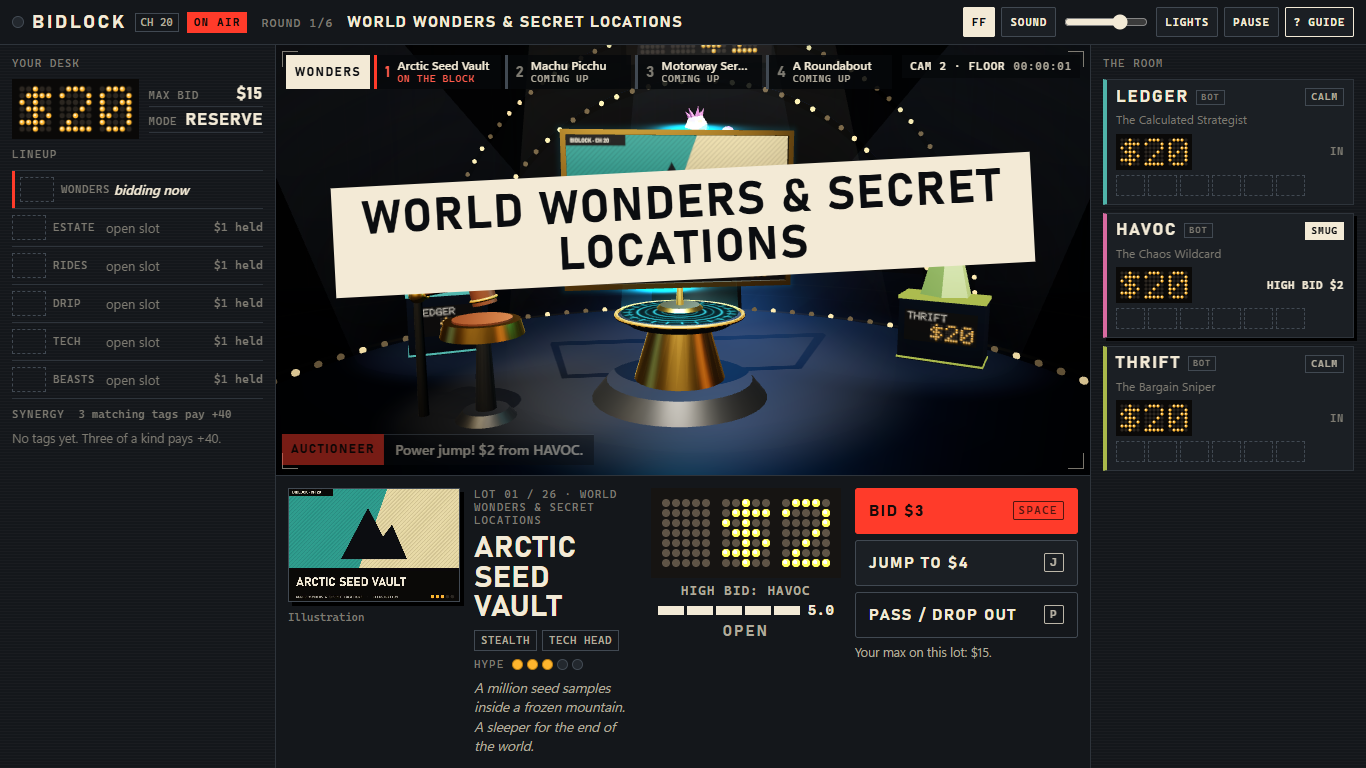 BIDLOCK CH 20 ON AIR ROUND 1/6 WORLD WONDERS & SECRET LOCATIONS FF SOUND LIGHTS PAUSE ? GUIDE
YOUR DESK
$20
MAX BID $15
MODE RESERVE
LINEUP
WONDERS bidding now
ESTATE open slot $1 held
RIDES open slot $1 held
DRIP open slot $1 held
TECH open slot $1 held
BEASTS open slot $1 held
SYNERGY 3 matching tags pay +40
No tags yet. Three of a kind pays +40.
WONDERS
1 Arctic Seed Vault
ON THE BLOCK
2 Machu Picchu
COMING UP
3 Motorway Ser...
COMING UP
4 A Roundabout
COMING UP
CAM 2 · FLOOR 00:00:01
BIDLOCK · CH 20
WORLD WONDERS & SECRET
LOCATIONS
EDGER
THRIFT
$20
AUCTIONEER Power jump! $2 from HAVOC.
ARCTIC SEED VAULT
Illustration
LOT 01 / 26 · WORLD
WONDERS & SECRET
LOCATIONS
ARCTIC
SEED
VAULT
STEALTH TECH HEAD
HYPE
A million seed samples
inside a frozen mountain.
A sleeper for the end of
the world.
$2
HIGH BID: HAVOC
5.0
OPEN
BID $3 SPACE
JUMP TO $4 J
PASS / DROP OUT P
Your max on this lot: $15.
THE ROOM
LEDGER BOT CALM
The Calculated Strategist
$20 IN
HAVOC BOT SMUG
The Chaos Wildcard
$20 HIGH BID $2
THRIFT BOT CALM
The Bargain Sniper
$20 IN